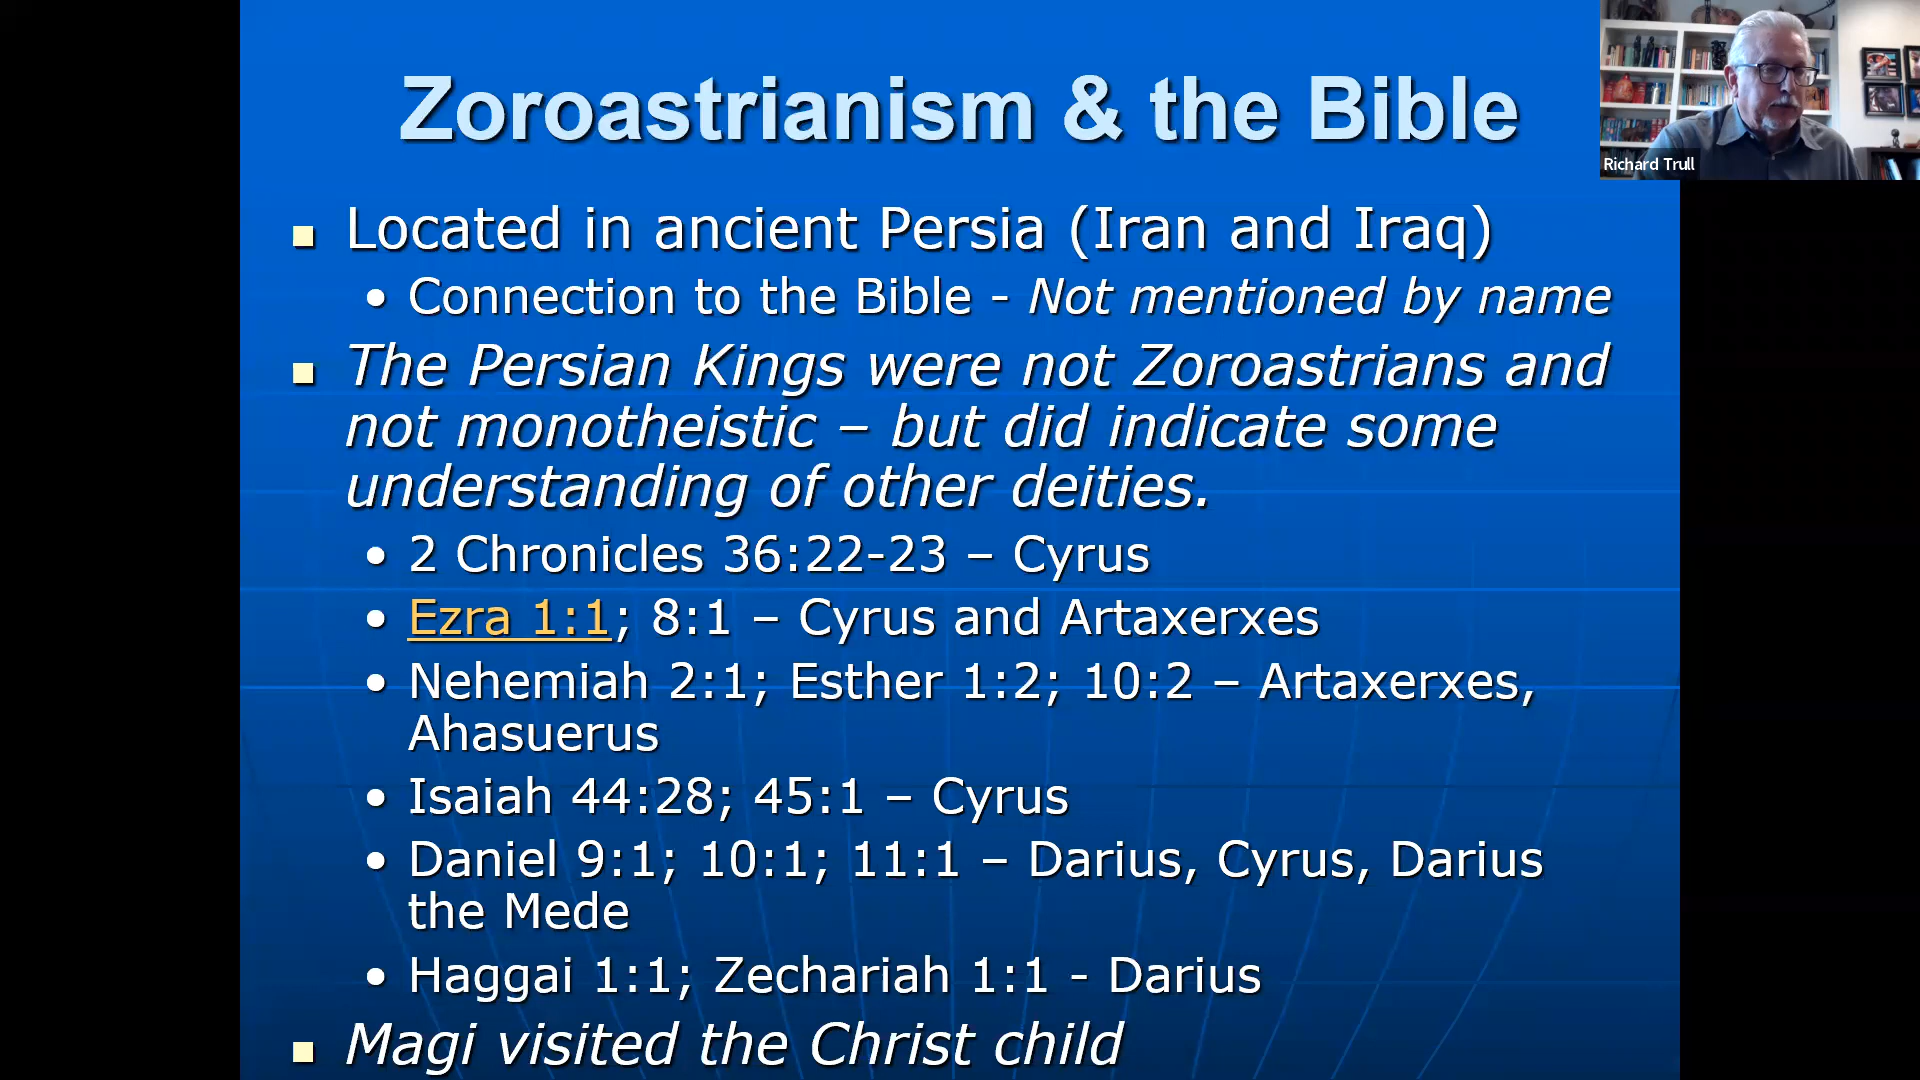 Zoroastrianism & the Bible
Richard Trull
Located in ancient Persia (Iran and Iraq)
Connection to the Bible - Not mentioned by name
The Persian Kings were not Zoroastrians and
not monotheistic – but did indicate some
understanding of other deities.
2 Chronicles 36:22-23 – Cyrus
Ezra 1:1; 8:1 – Cyrus and Artaxerxes
Nehemiah 2:1; Esther 1:2; 10:2 – Artaxerxes,
Ahasuerus
Isaiah 44:28; 45:1 – Cyrus
Daniel 9:1; 10:1; 11:1 – Darius, Cyrus, Darius
the Mede
Haggai 1:1; Zechariah 1:1 - Darius
Magi visited the Christ child